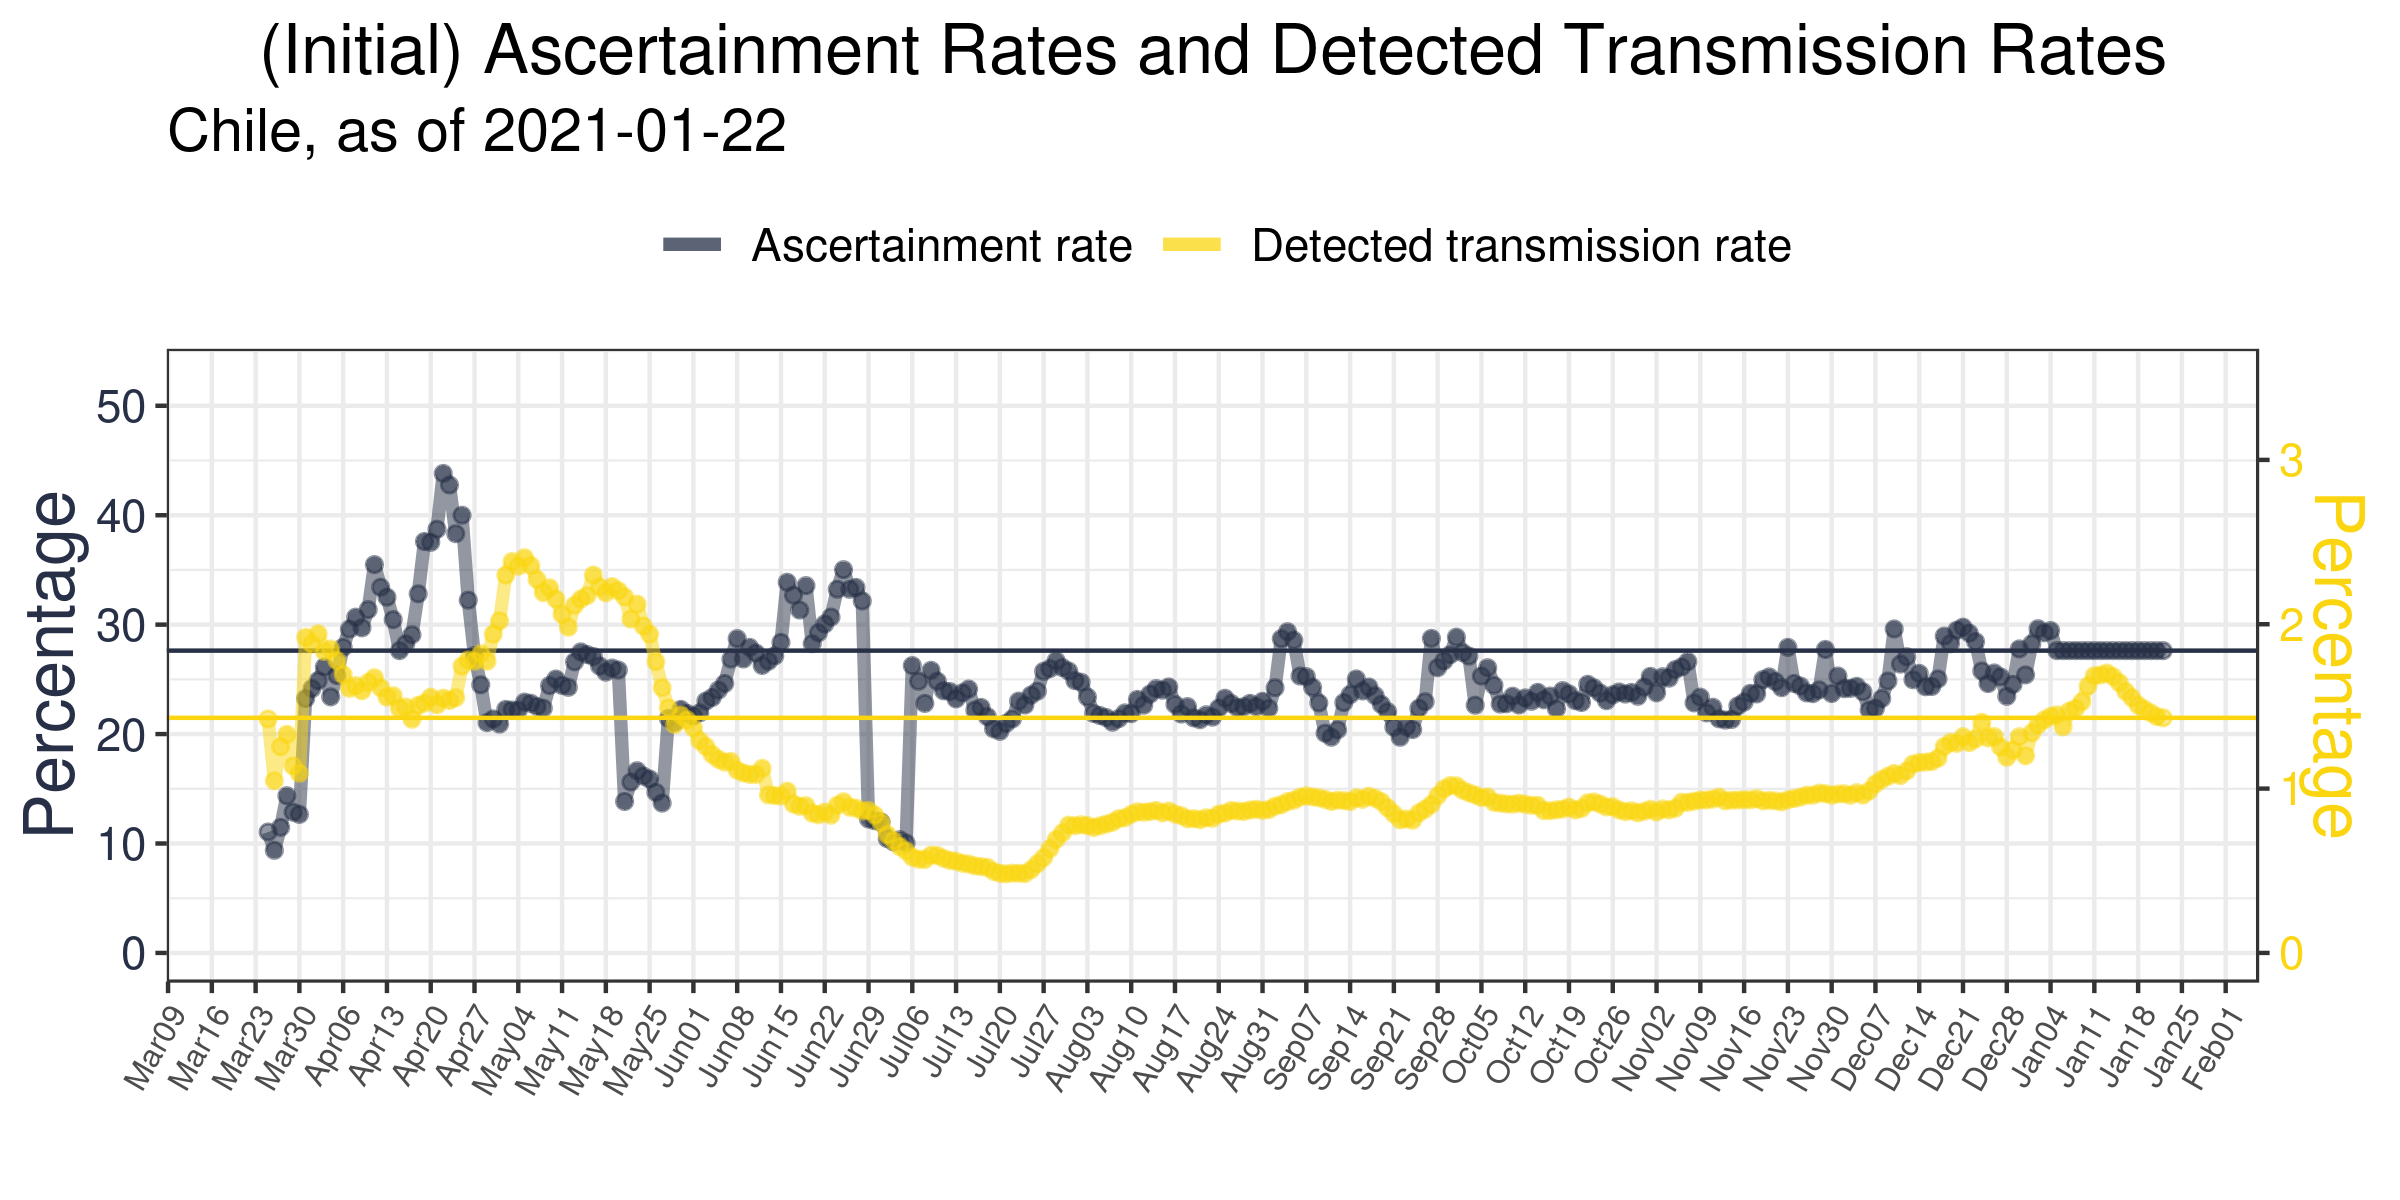 (Initial) Ascertainment Rates and Detected Transmission Rates
Chile, as of 2021-01-22
Ascertainment rate Detected transmission rate
Percentage
50
40
30
20
10
0
3
2
1
0
Percentage
Mar09 Mar16 Mar23 Mar30 Apr06 Apr13 Apr20 Apr27 May04 May11 May18 May25 Jun01 Jun08 Jun15 Jun22 Jun29 Jul06 Jul13 Jul20 Jul27 Aug03 Aug10 Aug17 Aug24 Aug31 Sep07 Sep14 Sep21 Sep28 Oct05 Oct12 Oct19 Oct26 Nov02 Nov09 Nov16 Nov23 Nov30 Dec07 Dec14 Dec21 Dec28 Jan04 Jan11 Jan18 Jan25 Feb01